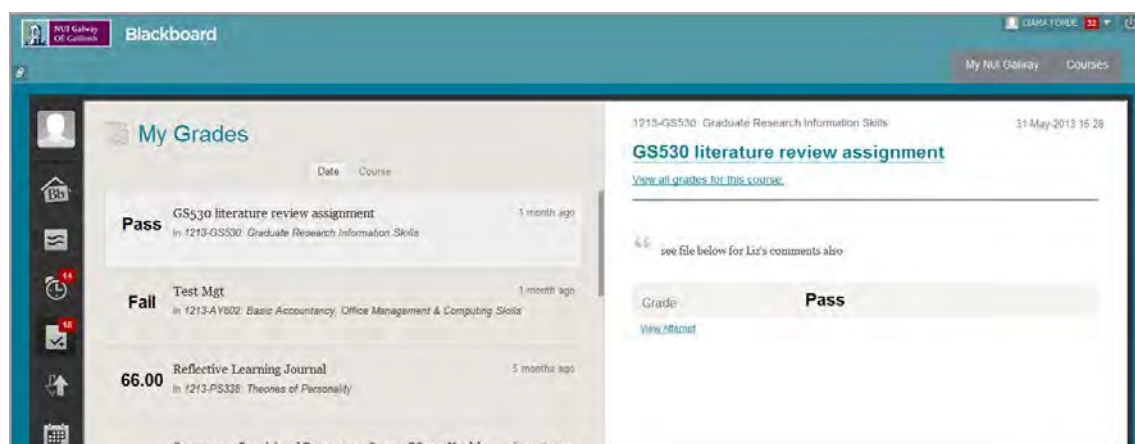 NUI Galway
OÉ Gaillimh
Blackboard
CIARA FORDE 32
My NUI Galway Courses
My Grades
Date Course
Pass
GS530 literature review assignment
1 month ago
In 1213-GS530: Graduate Research Information Skills
Fail
Test Mgt
1 month ago
In 1213-AY802: Basic Accountancy, Office Management & Computing Skills
66.00
Reflective Learning Journal
5 months ago
In 1213-PS338: Theories of Personality
Bb
14
18
1213-GS530: Graduate Research Information Skills
31-May-2013 16:28
GS530 literature review assignment
View all grades for this course.
“ see file below for Liz's comments also
Grade Pass
View Attempt